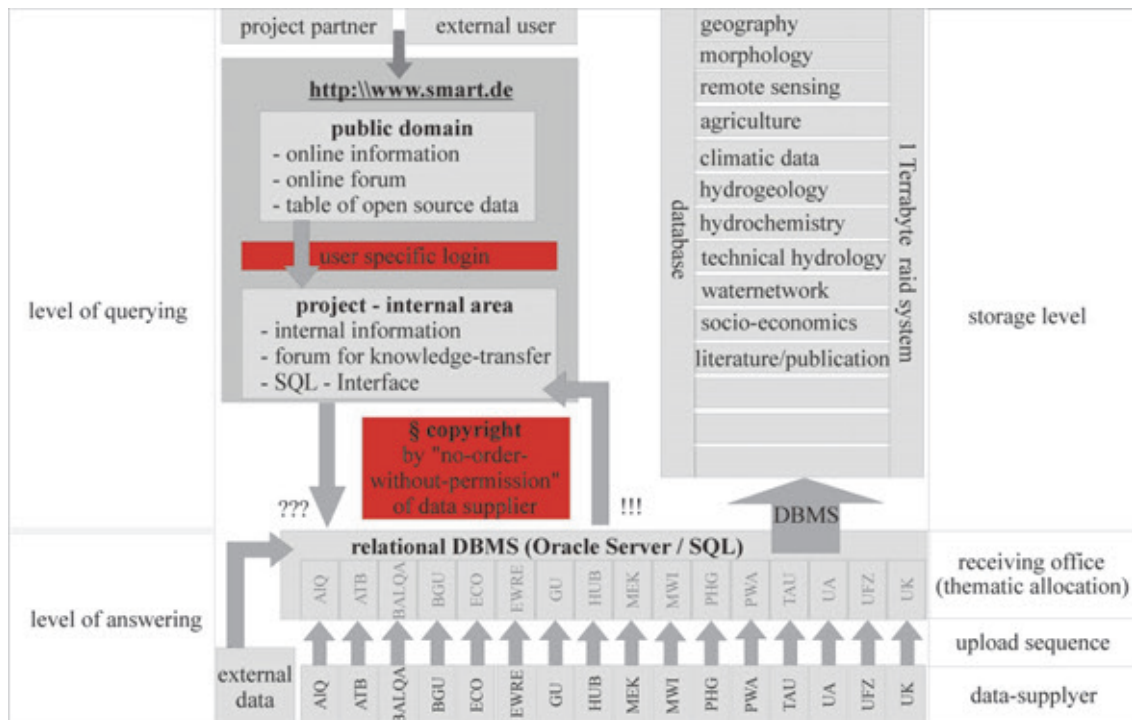 project partner
external user
http:\\www.smart.de
public domain
- online information
- online forum
- table of open source data
user specific login
project - internal area
- internal information
- forum for knowledge-transfer
- SQL - Interface
level of querying
§ copyright
by "no-order-
without-permission"
of data supplier
???
!!!
database
geography
morphology
remote sensing
agriculture
climatic data
hydrogeology
hydrochemistry
technical hydrology
waternetwork
socio-economics
literature/publication
1 Terrabyte raid system
storage level
DBMS
relational DBMS (Oracle Server / SQL)
AIQ
ATB
BALQA
BGU
ECO
EWRE
GU
HUB
MEK
MWI
PHG
PWA
TAU
UA
UFZ
UK
receiving office
(thematic allocation)
level of answering
upload sequence
external
data
AIQ
ATB
BALQA
BGU
ECO
EWRE
GU
HUB
MEK
MWI
PHG
PWA
TAU
UA
UFZ
UK
data-supplyer